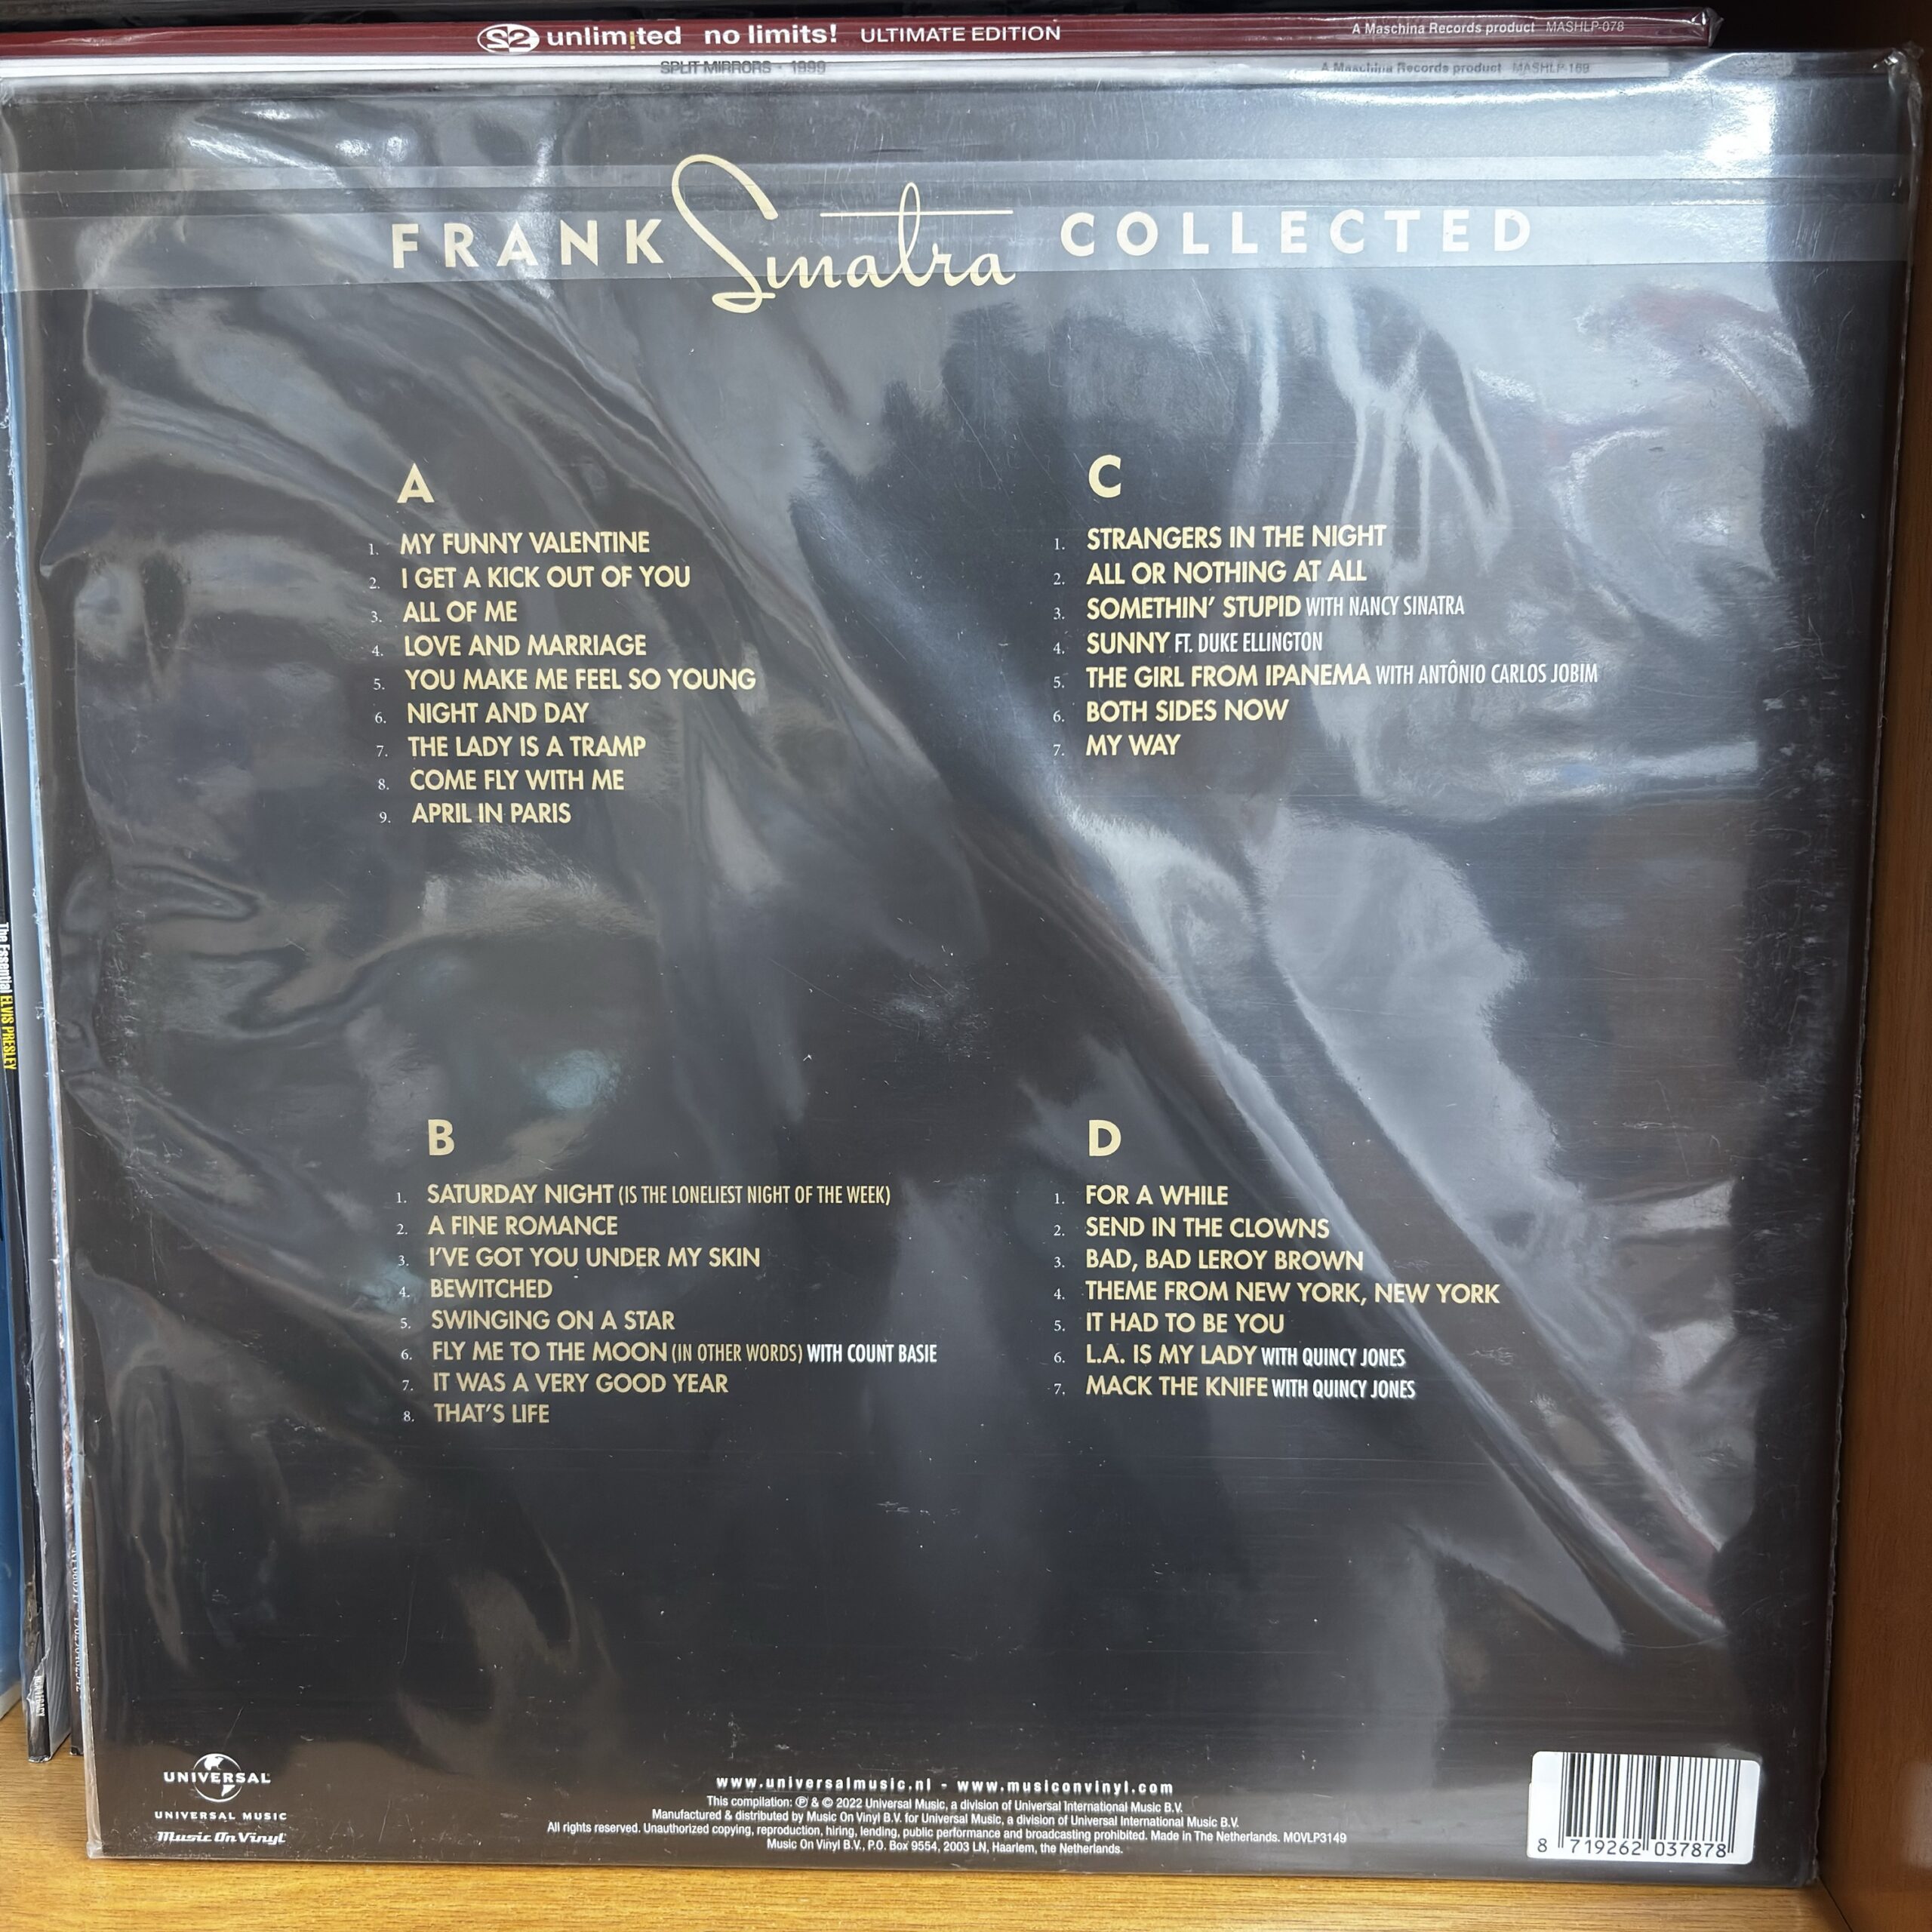 2 unlimited no limits! ULTIMATE EDITION A Maschina Records product MASHLP-078
SPLIT MIRRORS - 1999 A Maschina Records product MASHLP-169
FRANK Sinatra COLLECTED
A
1. MY FUNNY VALENTINE
2. I GET A KICK OUT OF YOU
3. ALL OF ME
4. LOVE AND MARRIAGE
5. YOU MAKE ME FEEL SO YOUNG
6. NIGHT AND DAY
7. THE LADY IS A TRAMP
8. COME FLY WITH ME
9. APRIL IN PARIS
C
1. STRANGERS IN THE NIGHT
2. ALL OR NOTHING AT ALL
3. SOMETHIN' STUPID WITH NANCY SINATRA
4. SUNNY FT. DUKE ELLINGTON
5. THE GIRL FROM IPANEMA WITH ANTÔNIO CARLOS JOBIM
6. BOTH SIDES NOW
7. MY WAY
B
1. SATURDAY NIGHT (IS THE LONELIEST NIGHT OF THE WEEK)
2. A FINE ROMANCE
3. I'VE GOT YOU UNDER MY SKIN
4. BEWITCHED
5. SWINGING ON A STAR
6. FLY ME TO THE MOON (IN OTHER WORDS) WITH COUNT BASIE
7. IT WAS A VERY GOOD YEAR
8. THAT'S LIFE
D
1. FOR A WHILE
2. SEND IN THE CLOWNS
3. BAD, BAD LEROY BROWN
4. THEME FROM NEW YORK, NEW YORK
5. IT HAD TO BE YOU
6. L.A. IS MY LADY WITH QUINCY JONES
7. MACK THE KNIFE WITH QUINCY JONES
The Essential ELVIS PRESLEY
UNIVERSAL
UNIVERSAL MUSIC
Music On Vinyl
www.universalmusic.nl - www.musiconvinyl.com
This compilation: ℗ & © 2022 Universal Music, a division of Universal International Music B.V.
Manufactured & distributed by Music On Vinyl B.V. for Universal Music, a division of Universal International Music B.V.
All rights reserved. Unauthorized copying, reproduction, hiring, lending, public performance and broadcasting prohibited. Made in The Netherlands. MOVLP3149
Music On Vinyl B.V., P.O. Box 9554, 2003 LN, Haarlem, the Netherlands.
8 719262 037878